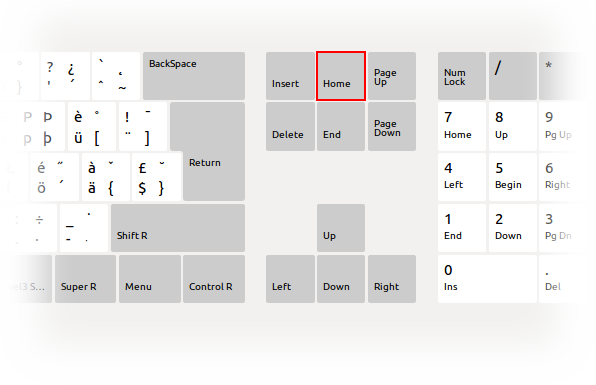 ° ? ¿ ` ˛ BackSpace Insert Home Page Up Num Lock / *
} ' ´ ^ ~
P Þ è ° ! ¯ Return Delete End Page Down 7 Home 8 Up 9 Pg Up
p þ ü [ ¨ ]
é ˝ à ˇ £ ˘ 4 Left 5 Begin 6 Right
ö ´ ä { $ }
÷ _ ˙ Shift R Up 1 End 2 Down 3 Pg Dn
· - .
Super R Menu Control R Left Down Right 0 Ins . Del